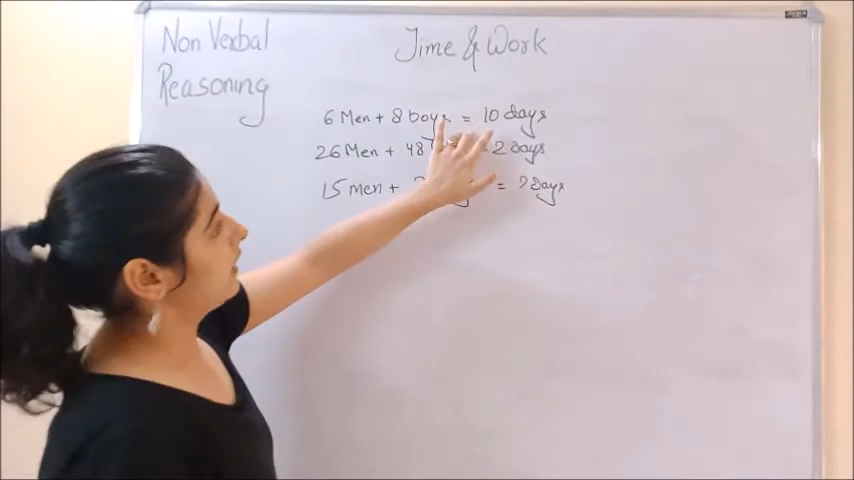 Non Verbal
Reasoning
Time & Work
6 Men + 8 boys = 10 days
26 Men + 48 2 days
15 men + = ? days